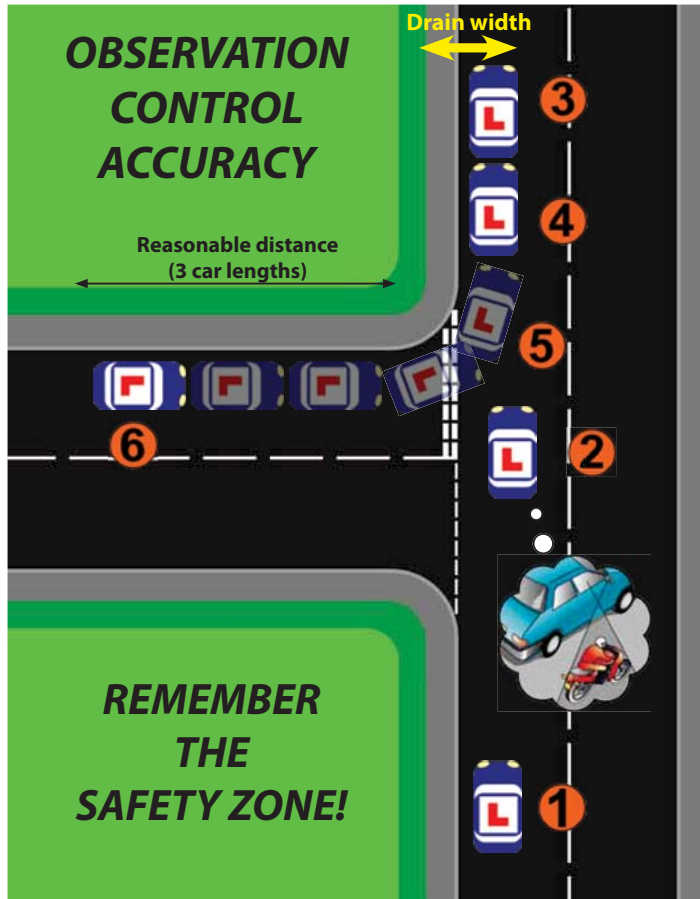 Drain width
OBSERVATION
CONTROL
ACCURACY
3
4
Reasonable distance
(3 car lengths)
5
6
2
REMEMBER
THE
SAFETY ZONE!
1
L
L
L
L
L
L
L
L
L